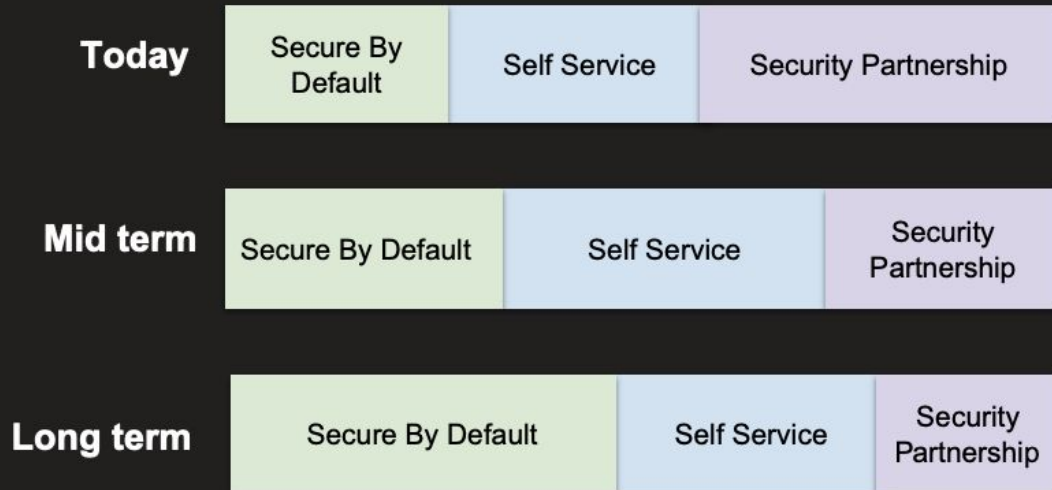 Today
Secure By
Default
Self Service
Security Partnership
Mid term
Secure By Default
Self Service
Security
Partnership
Long term
Secure By Default
Self Service
Security
Partnership